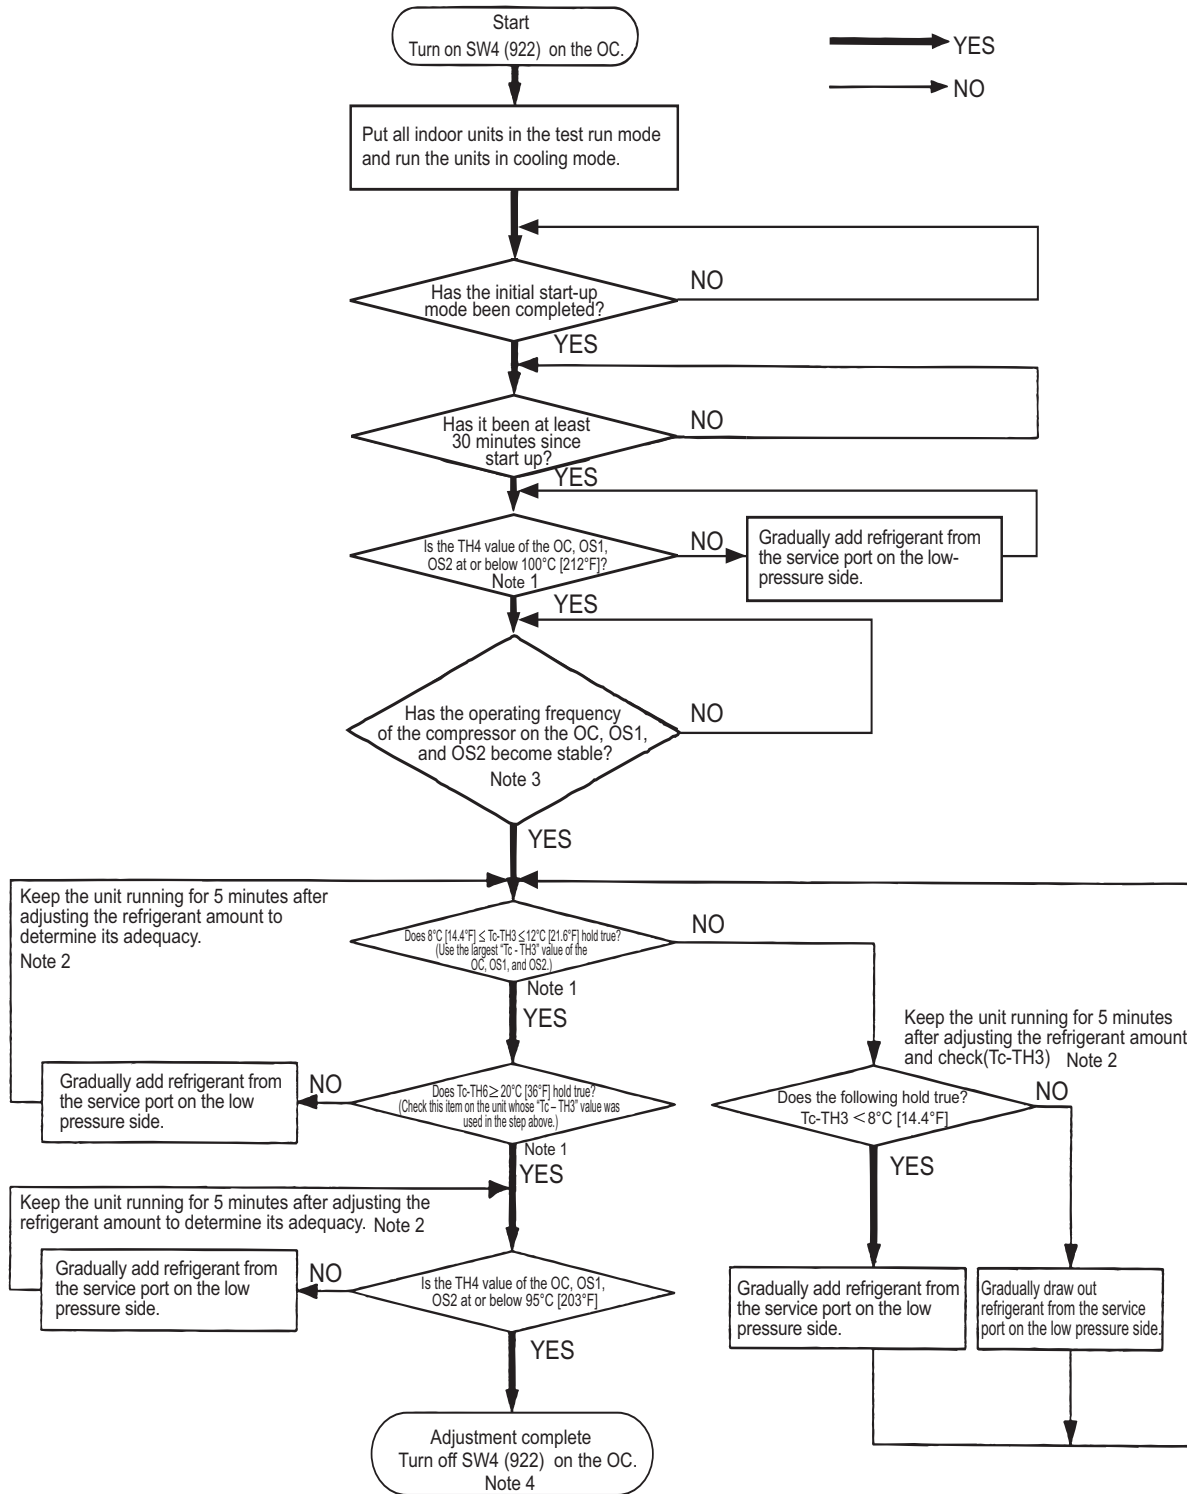 Start
Turn on SW4 (922) on the OC.
YES
NO
Put all indoor units in the test run mode
and run the units in cooling mode.
Has the initial start-up
mode been completed?
NO
YES
Has it been at least
30 minutes since
start up?
NO
YES
Is the TH4 value of the OC, OS1,
OS2 at or below 100°C [212°F]?
Note 1
NO
Gradually add refrigerant from
the service port on the low-
pressure side.
YES
Has the operating frequency
of the compressor on the OC, OS1,
and OS2 become stable?
Note 3
NO
YES
Keep the unit running for 5 minutes after
adjusting the refrigerant amount to
determine its adequacy.
Note 2
Does 8°C [14.4°F] ≤ Tc-TH3 ≤12°C [21.6°F] hold true?
(Use the largest “Tc - TH3” value of the
OC, OS1, and OS2.)
Note 1
NO
YES
Keep the unit running for 5 minutes
after adjusting the refrigerant amount
and check(Tc-TH3) Note 2
Gradually add refrigerant from
the service port on the low
pressure side.
NO
Does Tc-TH6 ≥ 20°C [36°F] hold true?
(Check this item on the unit whose “Tc – TH3” value was
used in the step above.)
Note 1
YES
Does the following hold true?
Tc-TH3 <8°C [14.4°F]
NO
YES
Keep the unit running for 5 minutes after adjusting the
refrigerant amount to determine its adequacy. Note 2
Gradually add refrigerant from
the service port on the low
pressure side.
NO
Is the TH4 value of the OC, OS1,
OS2 at or below 95°C [203°F]
YES
Gradually add refrigerant from
the service port on the low
pressure side.
Gradually draw out
refrigerant from the service
port on the low pressure side.
Adjustment complete
Turn off SW4 (922) on the OC.
Note 4